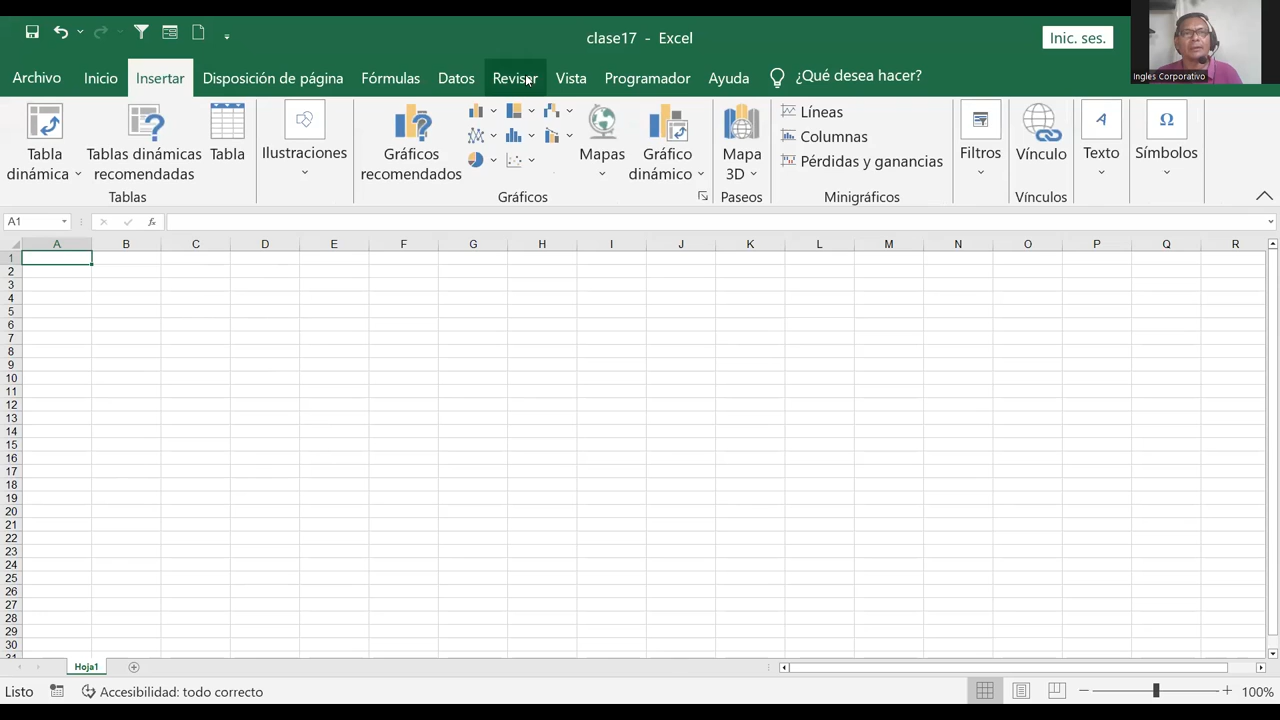 clase17 - Excel
Inic. ses.
Ingles Corporativo
Archivo Inicio Insertar Disposición de página Fórmulas Datos Revisar Vista Programador Ayuda ¿Qué desea hacer?
Tabla dinámica
Tablas dinámicas recomendadas
Tabla
Tablas
Ilustraciones
Gráficos recomendados
Mapas
Gráfico dinámico
Gráficos
Mapa 3D
Paseos
Líneas
Columnas
Pérdidas y ganancias
Minigráficos
Filtros
Vínculo
Vínculos
Texto
Símbolos
A1
fx
A B C D E F G H I J K L M N O P Q R
1
2
3
4
5
6
7
8
9
10
11
12
13
14
15
16
17
18
19
20
21
22
23
24
25
26
27
28
29
30
31
Hoja1
Listo
Accesibilidad: todo correcto
100%